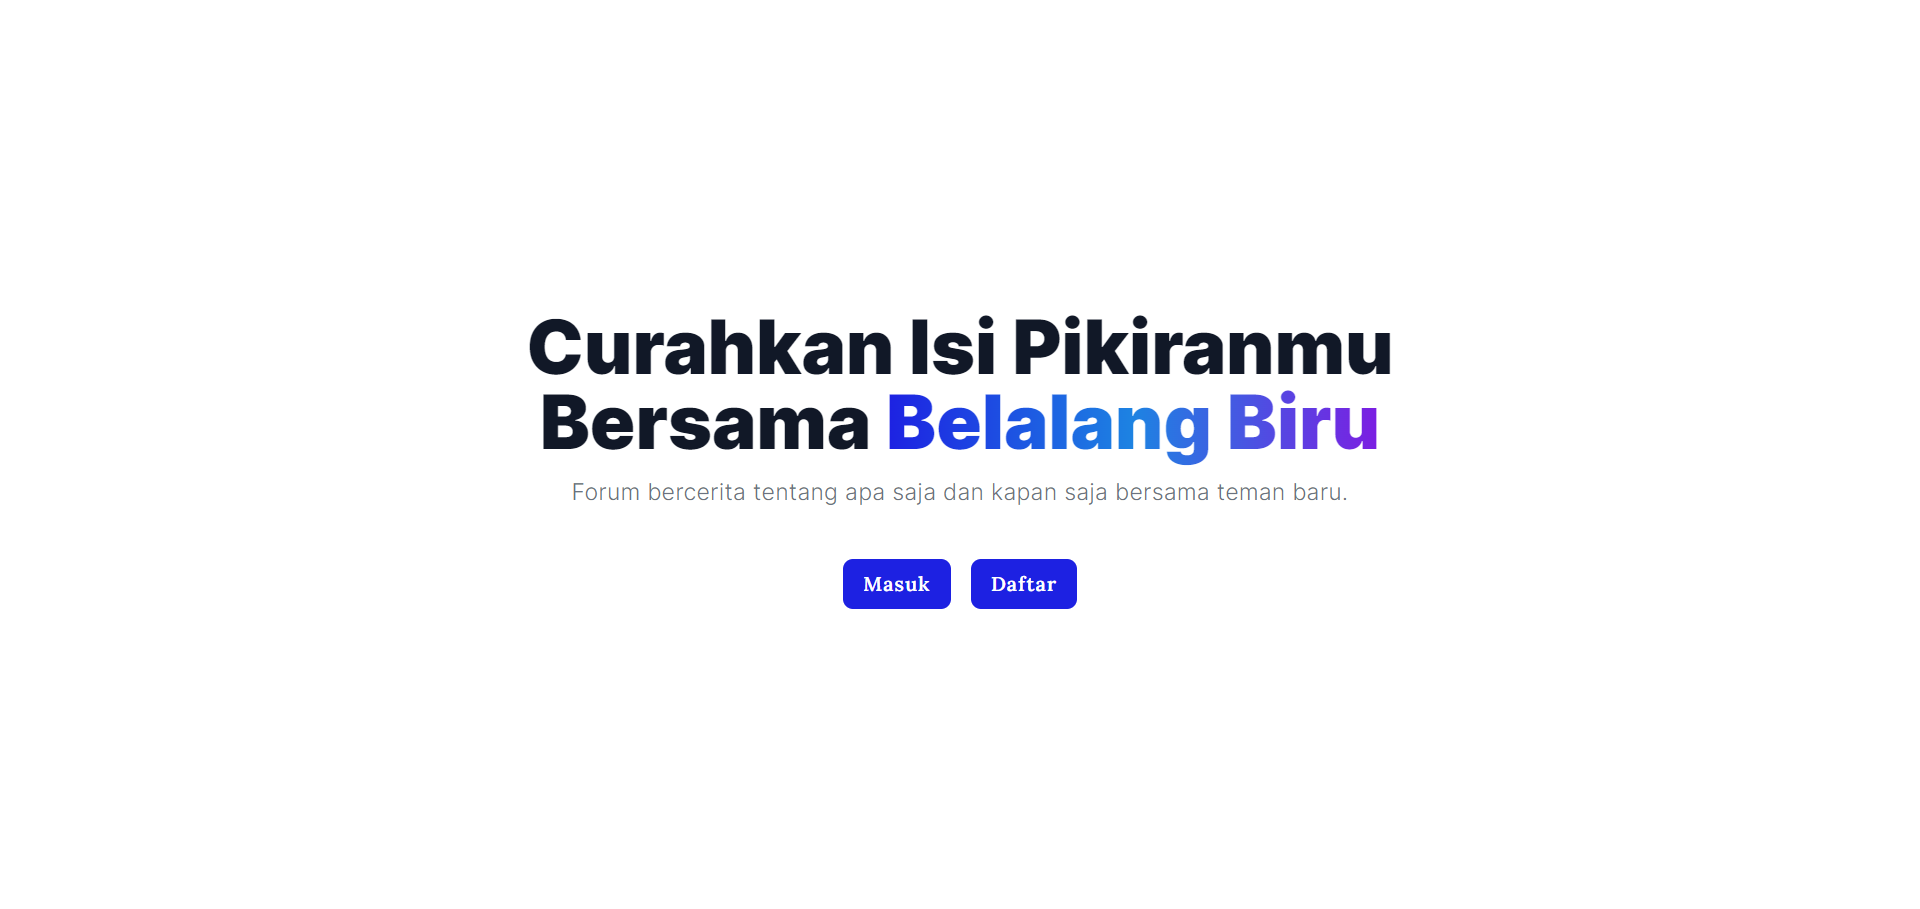 Curahkan Isi Pikiranmu
Bersama Belalang Biru
Forum bercerita tentang apa saja dan kapan saja bersama teman baru.
Masuk
Daftar